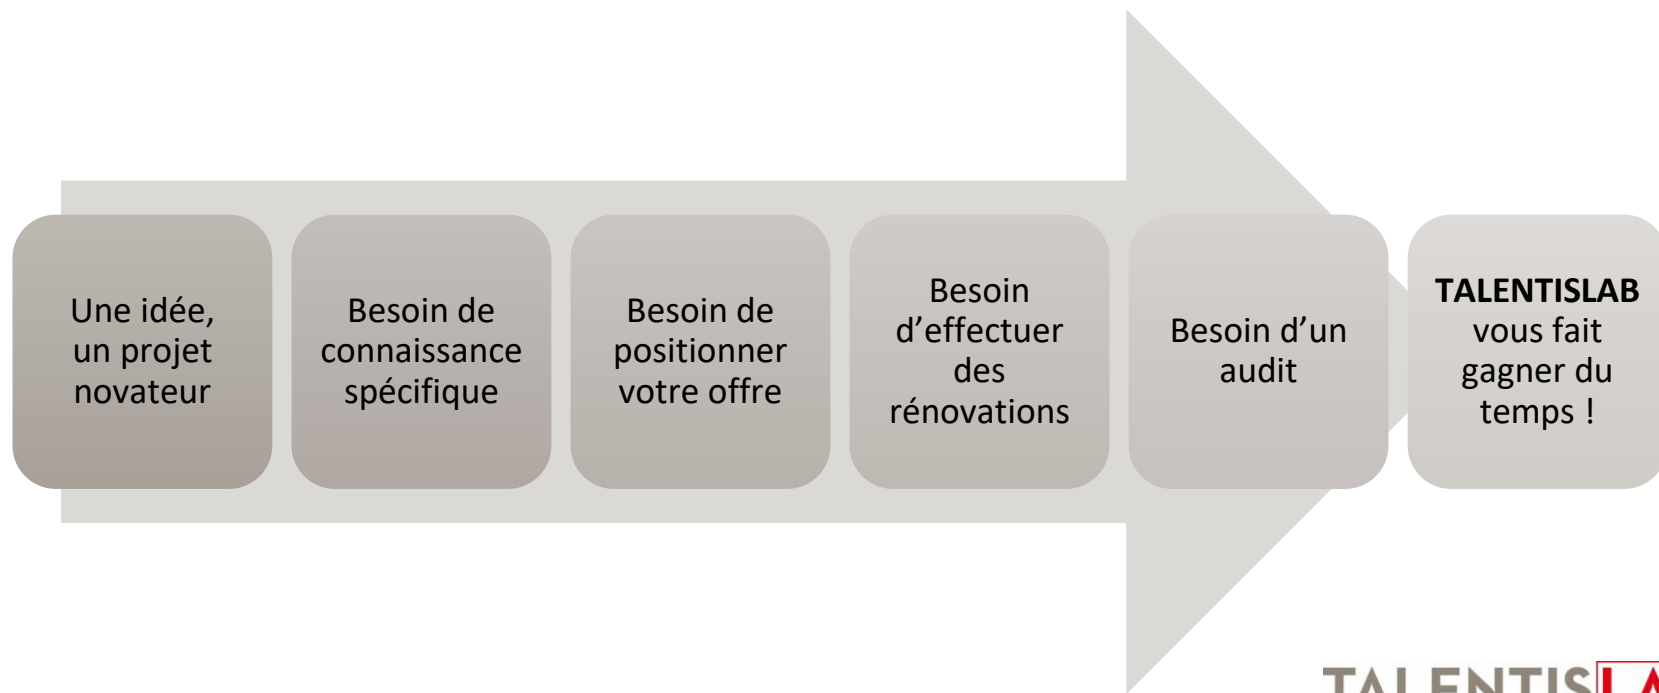 Une idée,
un projet
novateur
Besoin de
connaissance
spécifique
Besoin de
positionner
votre offre
Besoin
d'effectuer
des
rénovations
Besoin d'un
audit
TALENTISLAB
vous fait
gagner du
temps !
TALENTISLA